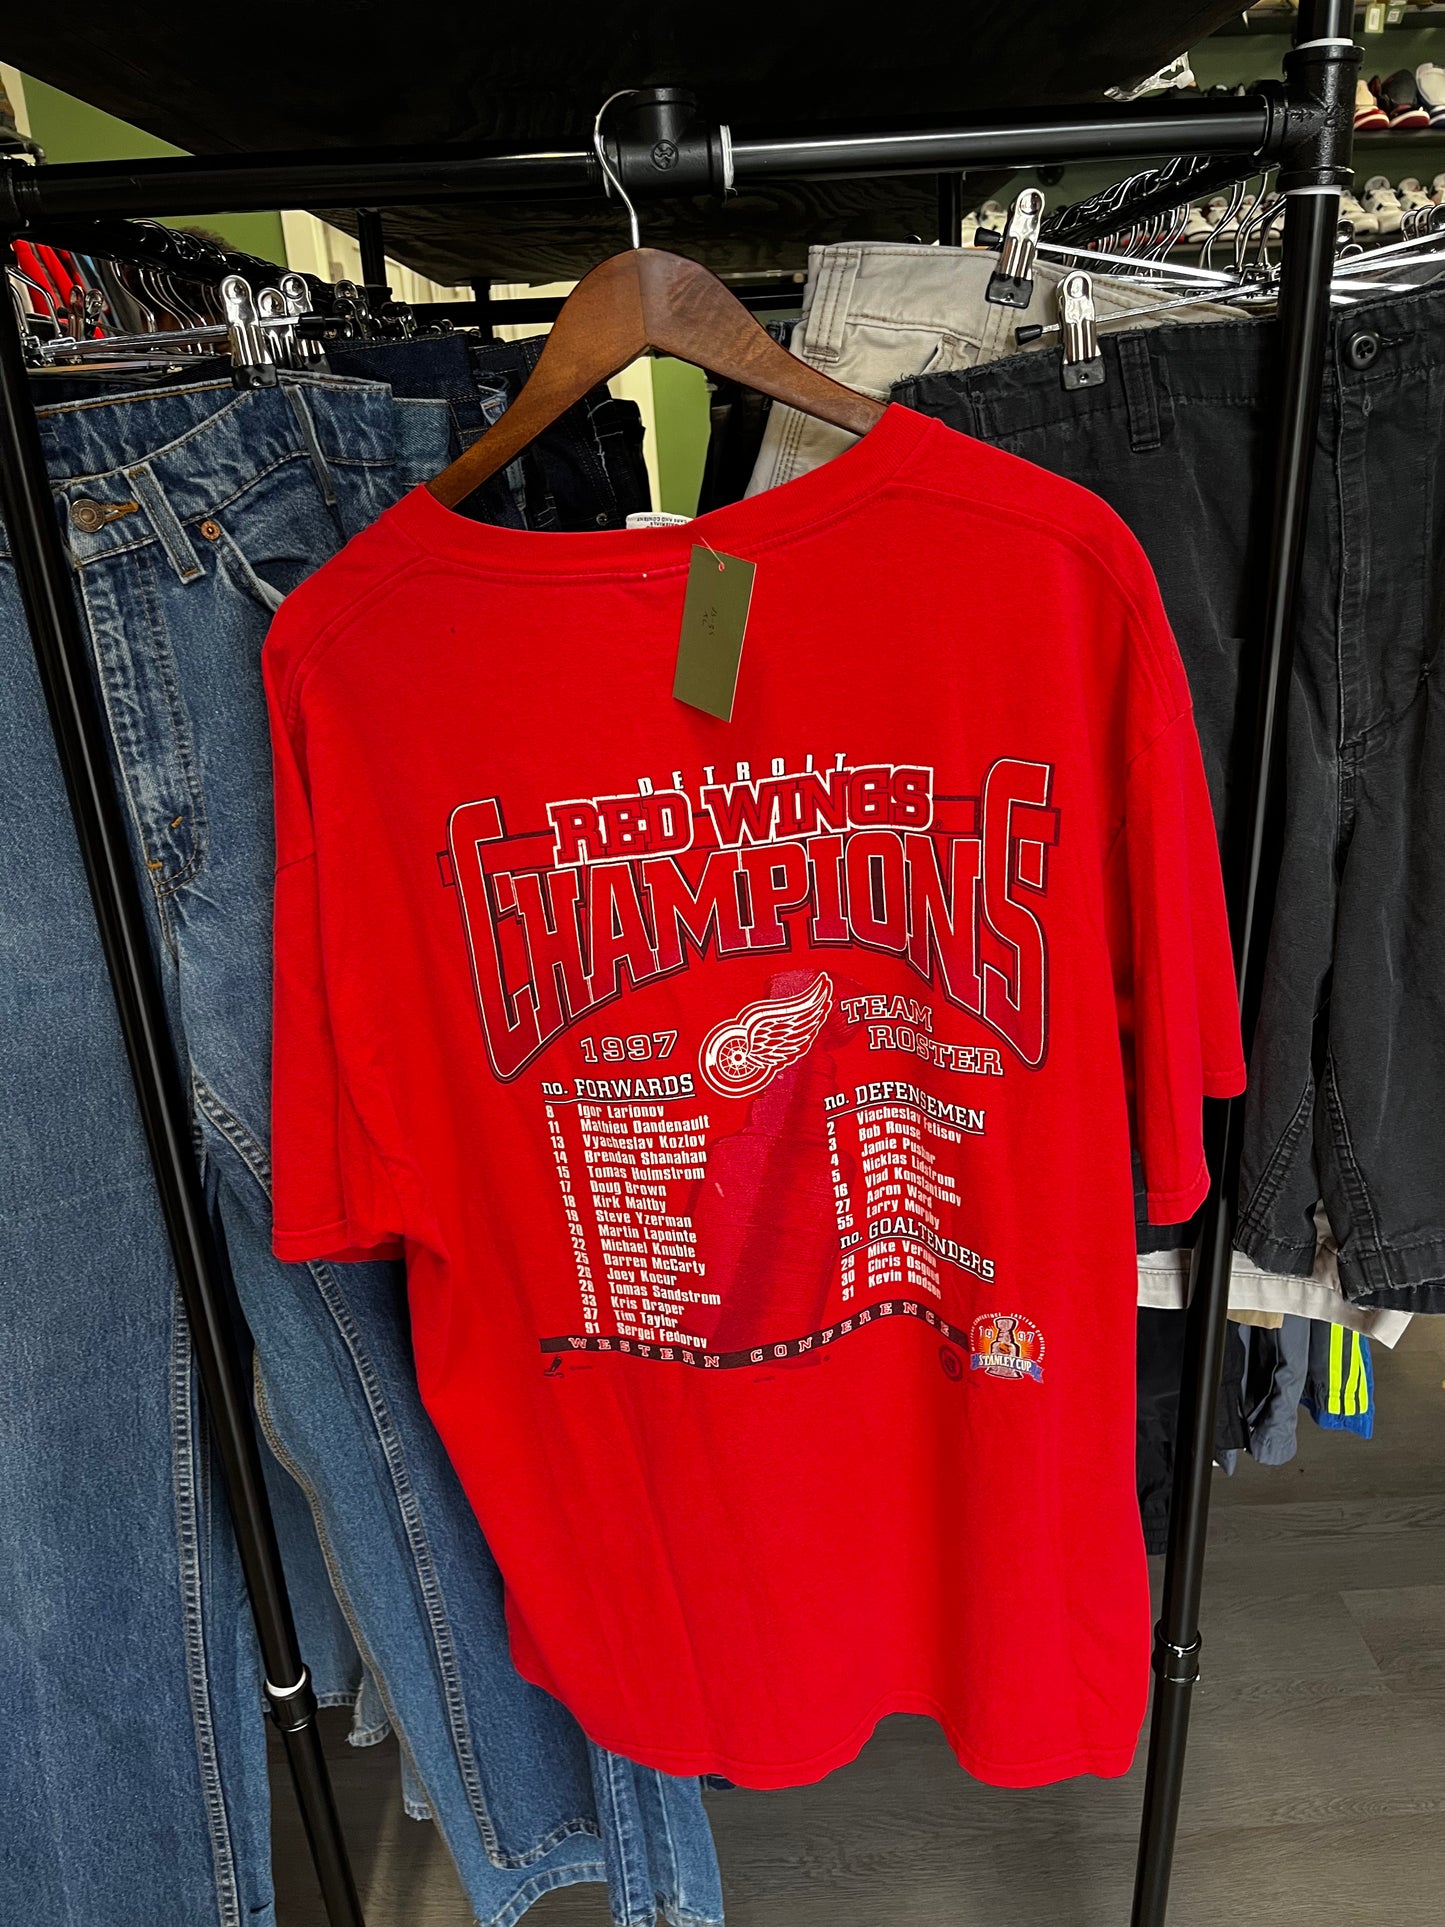 DETROIT
RED WINGS
CHAMPIONS
1997
TEAM
ROSTER
no. FORWARDS
8 Igor Larionov
11 Mathieu Dandenault
13 Vyacheslav Kozlov
14 Brendan Shanahan
15 Tomas Holmstrom
17 Doug Brown
18 Kirk Maltby
19 Steve Yzerman
20 Martin Lapointe
22 Michael Knuble
25 Darren McCarty
26 Joey Kocur
28 Tomas Sandstrom
33 Kris Draper
37 Tim Taylor
91 Sergei Fedorov
no. DEFENSEMEN
2 Viacheslav Fetisov
3 Bob Rouse
4 Jamie Pushor
5 Nicklas Lidstrom
16 Vlad Konstantinov
27 Aaron Ward
55 Larry Murphy
no. GOALTENDERS
29 Mike Vernon
30 Chris Osgood
31 Kevin Hodson
WESTERN CONFERENCE
WESTERN CONFERENCE EASTERN CONFERENCE
1997
STANLEY CUP